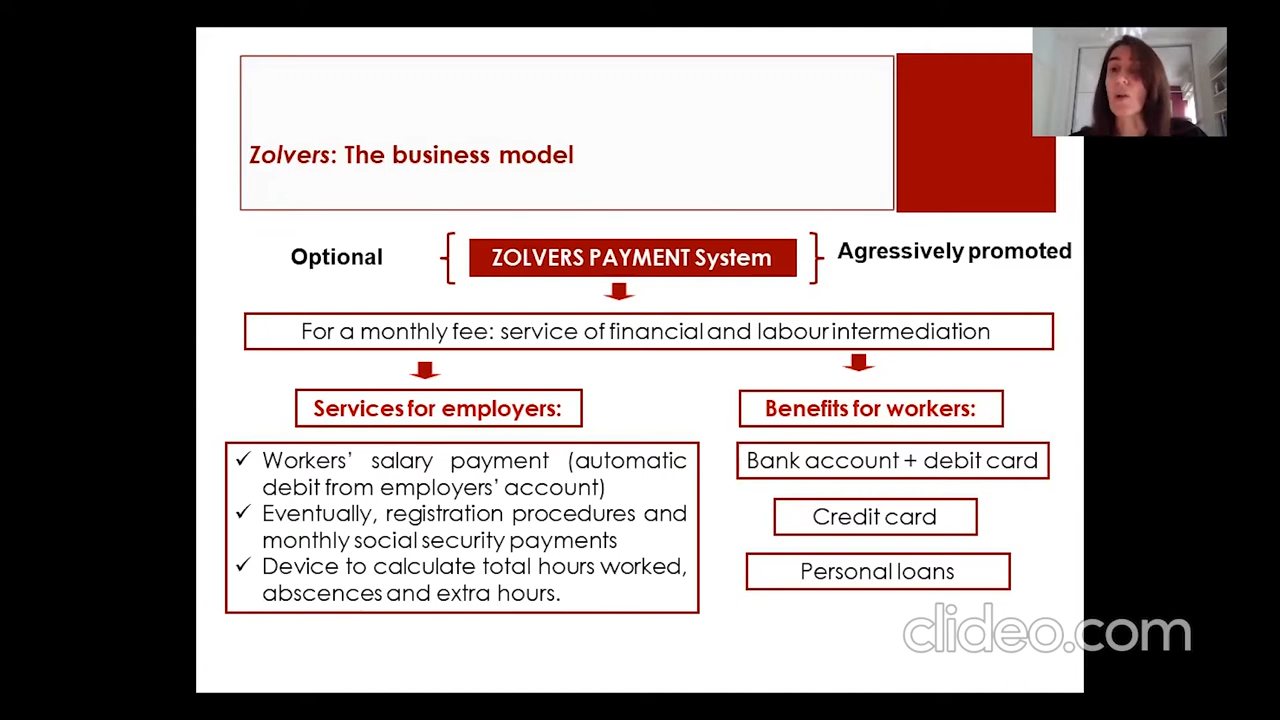 Zolvers: The business model
Optional
ZOLVERS PAYMENT System
Agressively promoted
For a monthly fee: service of financial and labour intermediation
Services for employers:
✓ Workers’ salary payment (automatic
debit from employers’ account)
✓ Eventually, registration procedures and
monthly social security payments
✓ Device to calculate total hours worked,
abscences and extra hours.
Benefits for workers:
Bank account + debit card
Credit card
Personal loans
clideo.com